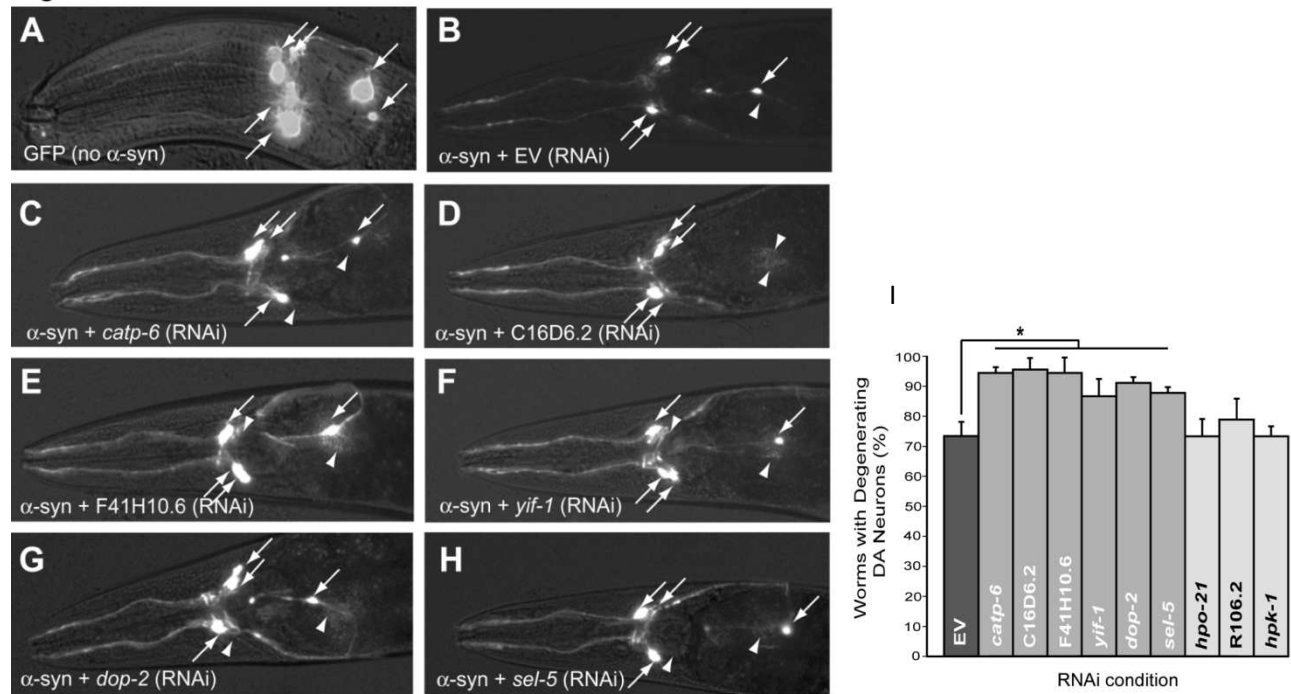 A
GFP (no α-syn)
B
α-syn + EV (RNAi)
C
α-syn + catp-6 (RNAi)
D
α-syn + C16D6.2 (RNAi)
E
α-syn + F41H10.6 (RNAi)
F
α-syn + yif-1 (RNAi)
G
α-syn + dop-2 (RNAi)
H
α-syn + sel-5 (RNAi)
I
*
Worms with Degenerating
DA Neurons (%)
100
90
80
70
60
50
40
30
20
10
0
EV
catp-6
C16D6.2
F41H10.6
yif-1
dop-2
sel-5
hpo-21
R106.2
hpk-1
RNAi condition